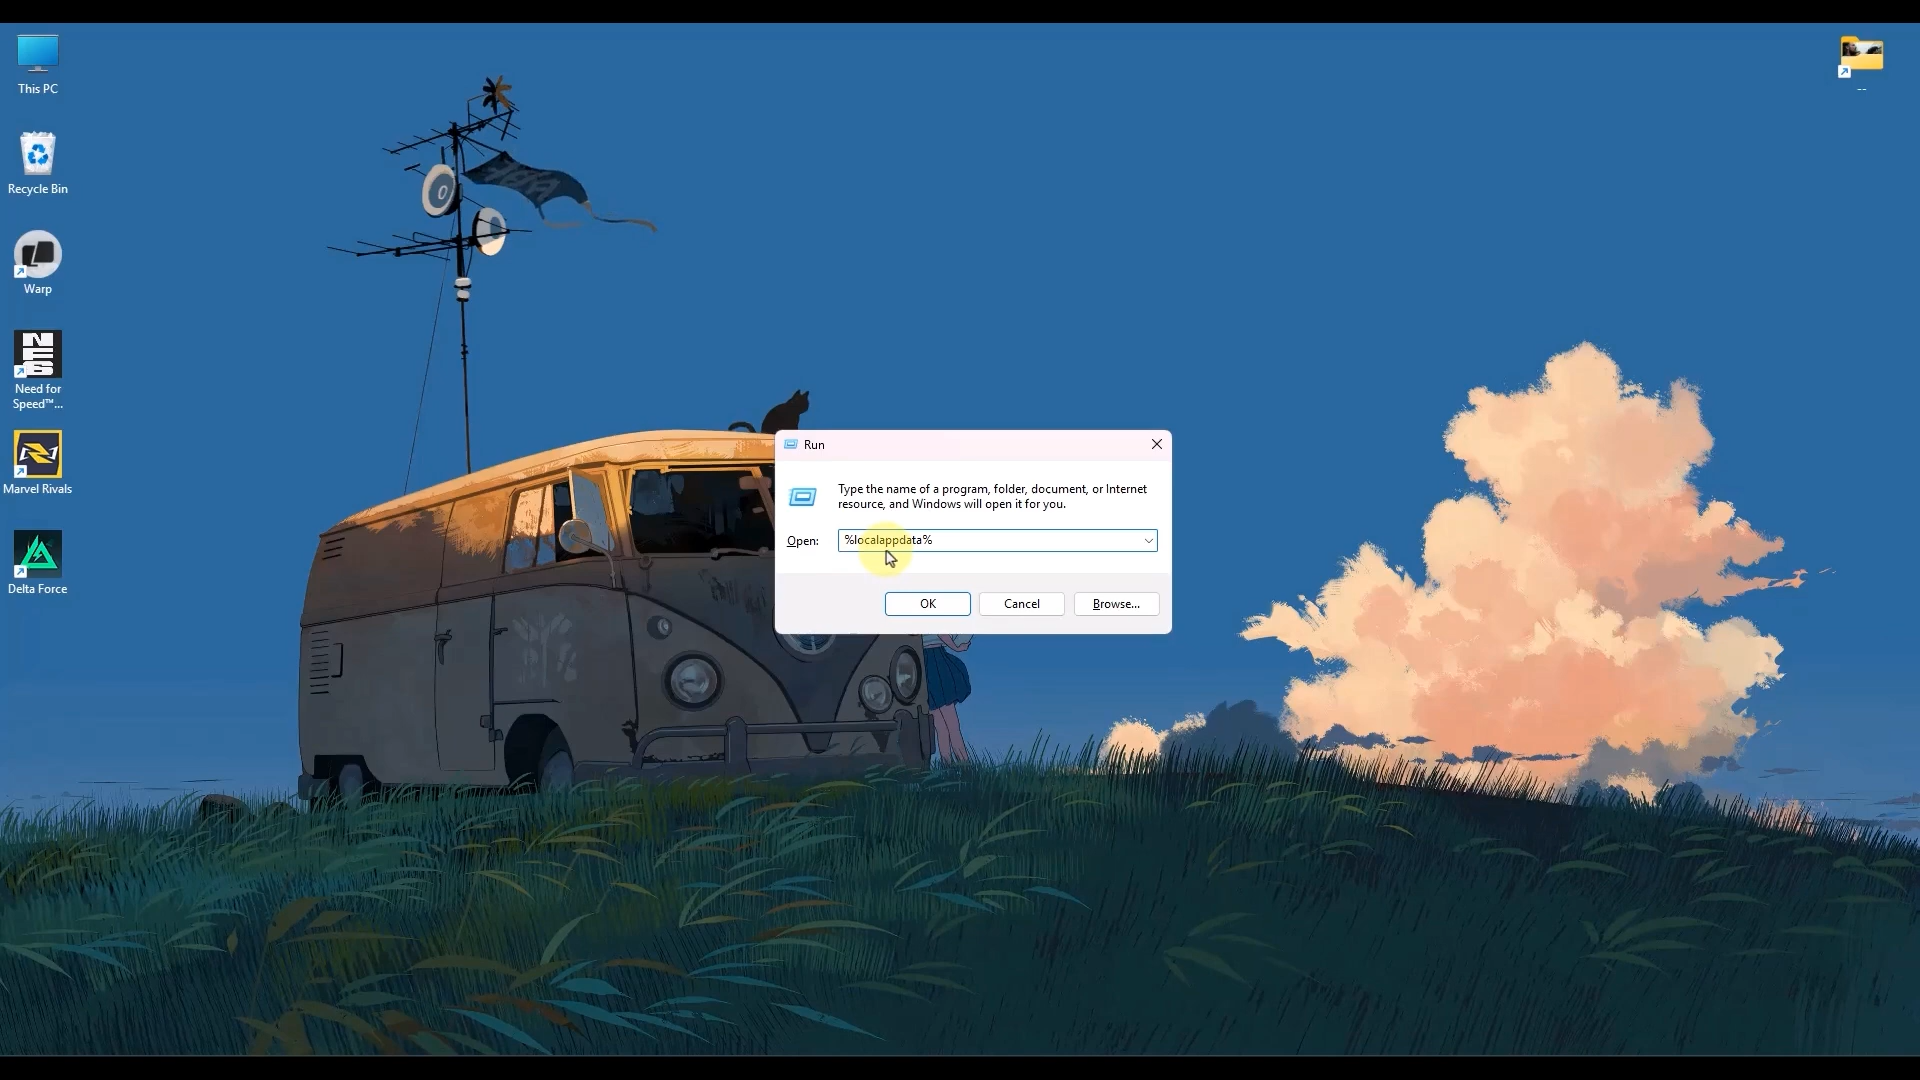 This PC
Recycle Bin
Warp
Need for
Speed™...
Marvel Rivals
Delta Force
--
Run
Type the name of a program, folder, document, or Internet
resource, and Windows will open it for you.
Open:
%localappdata%
OK
Cancel
Browse...